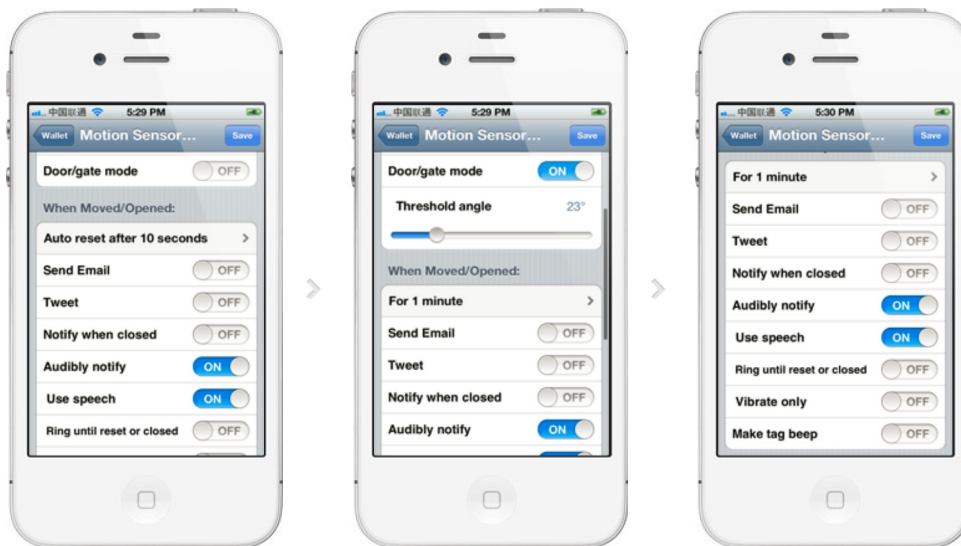 中国联通 5:29 PM
Wallet Motion Sensor... Save
Door/gate mode OFF
When Moved/Opened:
Auto reset after 10 seconds
Send Email OFF
Tweet OFF
Notify when closed OFF
Audibly notify ON
Use speech ON
Ring until reset or closed OFF
中国联通 5:29 PM
Wallet Motion Sensor... Save
Door/gate mode ON
Threshold angle 23°
When Moved/Opened:
For 1 minute
Send Email OFF
Tweet OFF
Notify when closed OFF
Audibly notify ON
中国联通 5:30 PM
Wallet Motion Sensor... Save
For 1 minute
Send Email OFF
Tweet OFF
Notify when closed OFF
Audibly notify ON
Use speech ON
Ring until reset or closed OFF
Vibrate only OFF
Make tag beep OFF